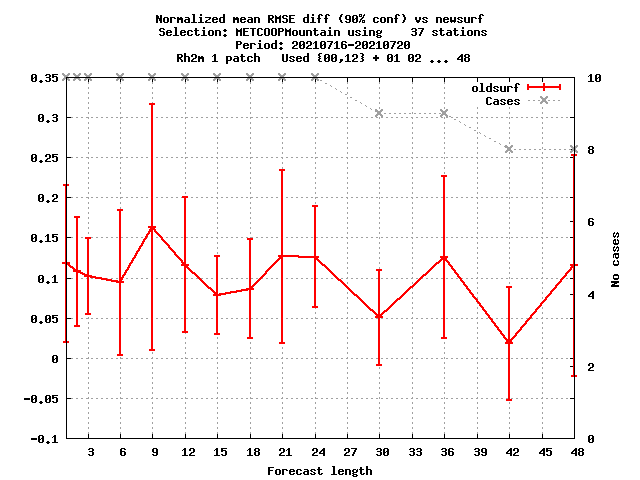 Normalized mean RMSE diff (90% conf) vs newsurf
Selection: METCOOPMountain using    37 stations
Period: 20210716-20210720
Rh2m 1 patch   Used {00,12} + 01 02 ... 48
oldsurf
Cases
0.35
0.3
0.25
0.2
0.15
0.1
0.05
0
-0.05
-0.1
10
8
6
4
2
0
No cases
3 6 9 12 15 18 21 24 27 30 33 36 39 42 45 48
Forecast length